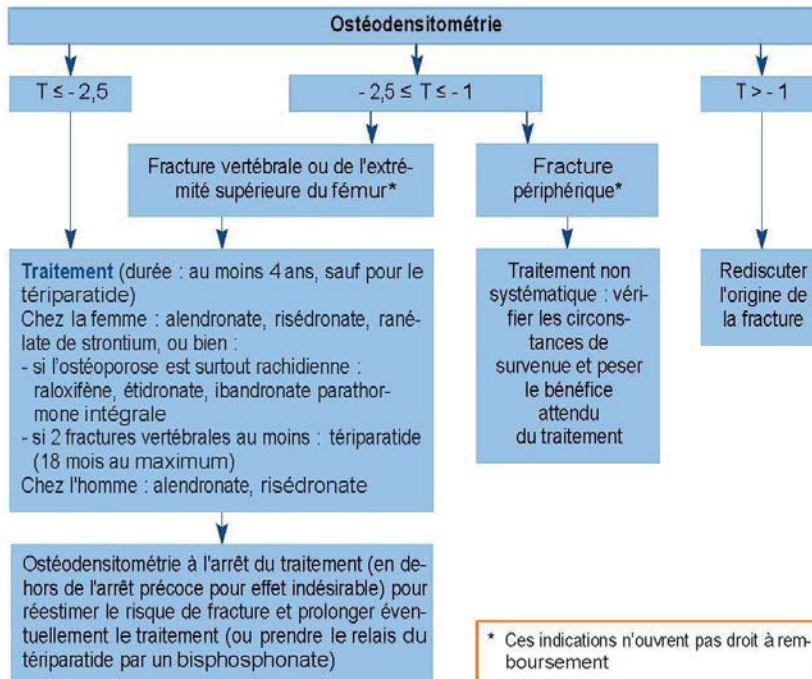 Ostéodensitométrie
T ≤ - 2,5
- 2,5 ≤ T ≤ -1
T > - 1
Fracture vertébrale ou de l'extré-
mité supérieure du fémur*
Fracture
périphérique*
Traitement (durée : au moins 4 ans, sauf pour le
tériparatide)
Chez la femme : alendronate, risédronate, rané-
late de strontium, ou bien :
- si l'ostéoporose est surtout rachidienne :
raloxifène, étidronate, ibandronate parathor-
mone intégrale
- si 2 fractures vertébrales au moins : tériparatide
(18 mois au maximum)
Chez l'homme : alendronate, risédronate
Traitement non
systématique : véri-
fier les circons-
tances de
survenue et peser
le bénéfice
attendu
du traitement
Rediscuter
l'origine de
la fracture
Ostéodensitométrie à l'arrêt du traitement (en de-
hors de l'arrêt précoce pour effet indésirable) pour
réestimer le risque de fracture et prolonger éven-
tuellement le traitement (ou prendre le relais du
tériparatide par un bisphosphonate)
* Ces indications n'ouvrent pas droit à rem-
boursement